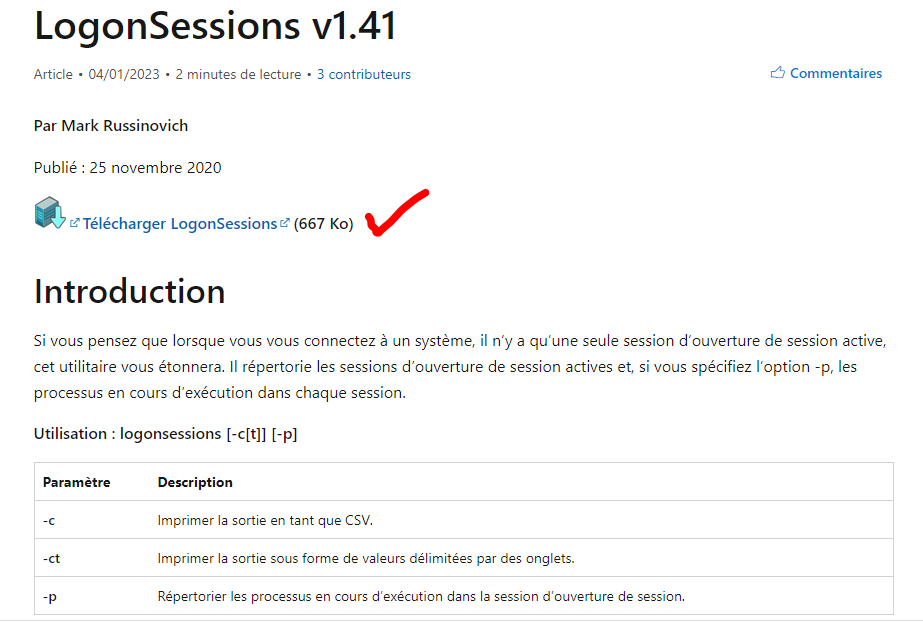 LogonSessions v1.41
Article • 04/01/2023 • 2 minutes de lecture • 3 contributeurs
Commentaires
Par Mark Russinovich
Publié : 25 novembre 2020
Télécharger LogonSessions (667 Ko)
Introduction
Si vous pensez que lorsque vous vous connectez à un système, il n’y a qu’une seule session d’ouverture de session active,
cet utilitaire vous étonnera. Il répertorie les sessions d’ouverture de session actives et, si vous spécifiez l’option -p, les
processus en cours d’exécution dans chaque session.
Utilisation : logonsessions [-c[t]] [-p]
Paramètre Description
-c Imprimer la sortie en tant que CSV.
-ct Imprimer la sortie sous forme de valeurs délimitées par des onglets.
-p Répertorier les processus en cours d’exécution dans la session d’ouverture de session.